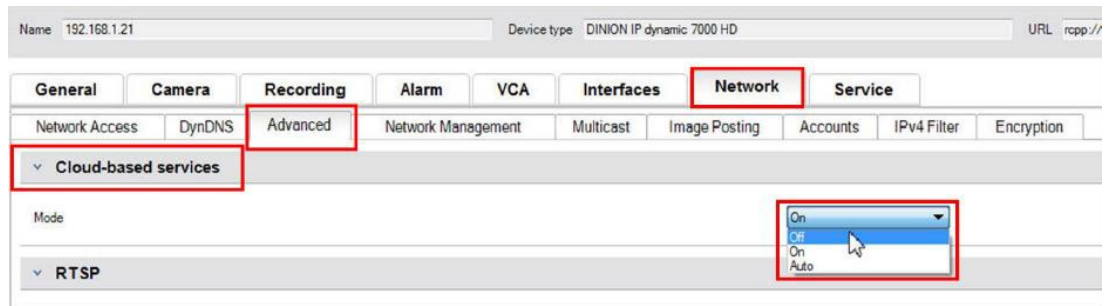 Name 192.168.1.21 Device type DINION IP dynamic 7000 HD URL rcpp://
General Camera Recording Alarm VCA Interfaces Network Service
Network Access DynDNS Advanced Network Management Multicast Image Posting Accounts IPv4 Filter Encryption
Cloud-based services
Mode On
Off
On
Auto
RTSP